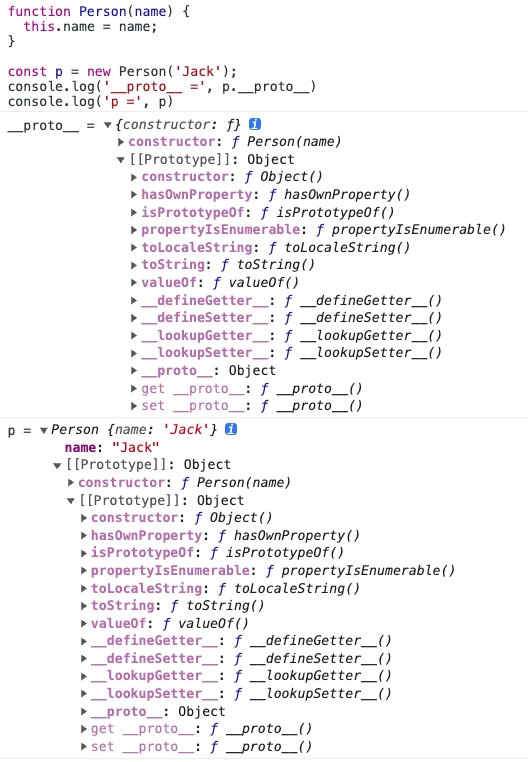 function Person(name) {
  this.name = name;
}
const p = new Person('Jack');
console.log('__proto__ =', p.__proto__)
console.log('p =', p)
__proto__ = ▼{constructor: ƒ} i
▶constructor: ƒ Person(name)
▼[[Prototype]]: Object
▶constructor: ƒ Object()
▶hasOwnProperty: ƒ hasOwnProperty()
▶isPrototypeOf: ƒ isPrototypeOf()
▶propertyIsEnumerable: ƒ propertyIsEnumerable()
▶toLocaleString: ƒ toLocaleString()
▶toString: ƒ toString()
▶valueOf: ƒ valueOf()
▶__defineGetter__: ƒ __defineGetter__()
▶__defineSetter__: ƒ __defineSetter__()
▶__lookupGetter__: ƒ __lookupGetter__()
▶__lookupSetter__: ƒ __lookupSetter__()
▶__proto__: Object
▶get __proto__: ƒ __proto__()
▶set __proto__: ƒ __proto__()
p = ▼Person {name: 'Jack'} i
name: "Jack"
▼[[Prototype]]: Object
▶constructor: ƒ Person(name)
▼[[Prototype]]: Object
▶constructor: ƒ Object()
▶hasOwnProperty: ƒ hasOwnProperty()
▶isPrototypeOf: ƒ isPrototypeOf()
▶propertyIsEnumerable: ƒ propertyIsEnumerable()
▶toLocaleString: ƒ toLocaleString()
▶toString: ƒ toString()
▶valueOf: ƒ valueOf()
▶__defineGetter__: ƒ __defineGetter__()
▶__defineSetter__: ƒ __defineSetter__()
▶__lookupGetter__: ƒ __lookupGetter__()
▶__lookupSetter__: ƒ __lookupSetter__()
▶__proto__: Object
▶get __proto__: ƒ __proto__()
▶set __proto__: ƒ __proto__()